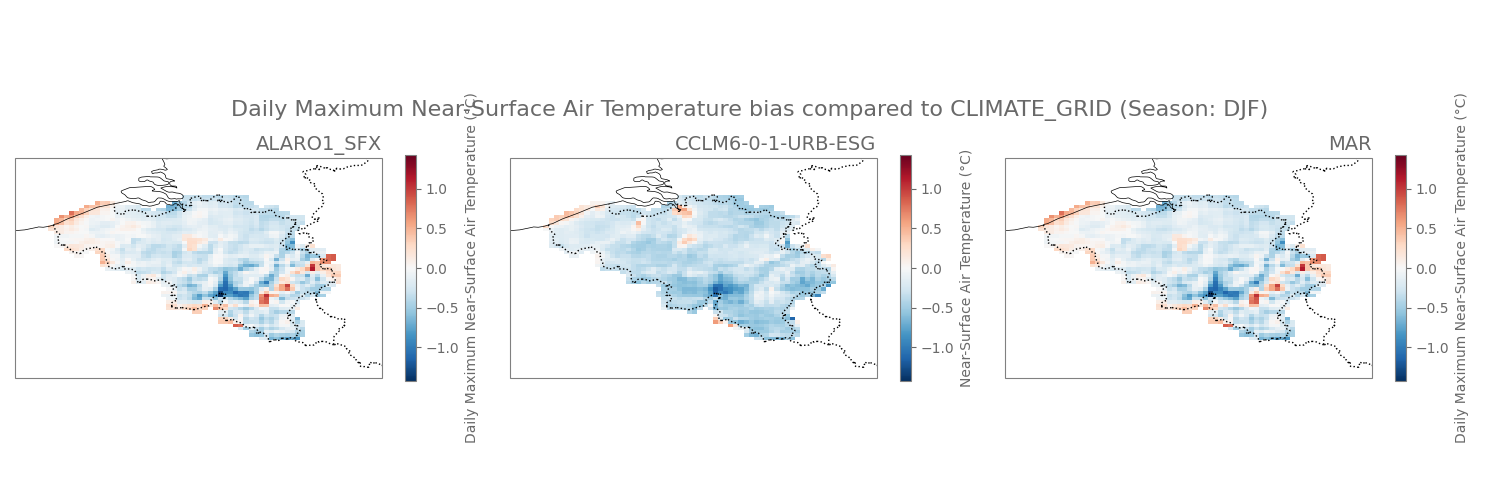 Daily Maximum Near-Surface Air Temperature bias compared to CLIMATE_GRID (Season: DJF)
ALARO1_SFX
1.0
0.5
0.0
−0.5
−1.0
Daily Maximum Near-Surface Air Temperature (°C)
CCLM6-0-1-URB-ESG
1.0
0.5
0.0
−0.5
−1.0
Near-Surface Air Temperature (°C)
MAR
1.0
0.5
0.0
−0.5
−1.0
Daily Maximum Near-Surface Air Temperature (°C)